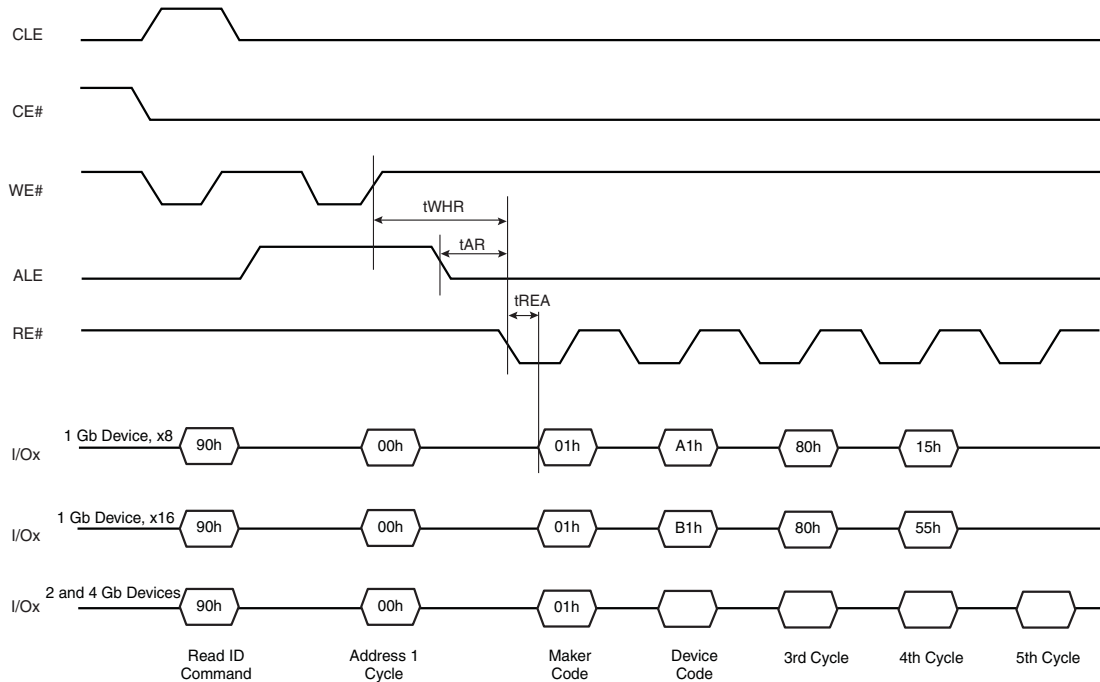 CLE
CE#
WE#
tWHR
tAR
ALE
tREA
RE#
1 Gb Device, x8
I/Ox
90h
00h
01h
A1h
80h
15h
1 Gb Device, x16
I/Ox
90h
00h
01h
B1h
80h
55h
2 and 4 Gb Devices
I/Ox
90h
00h
01h
Read ID
Command
Address 1
Cycle
Maker
Code
Device
Code
3rd Cycle
4th Cycle
5th Cycle